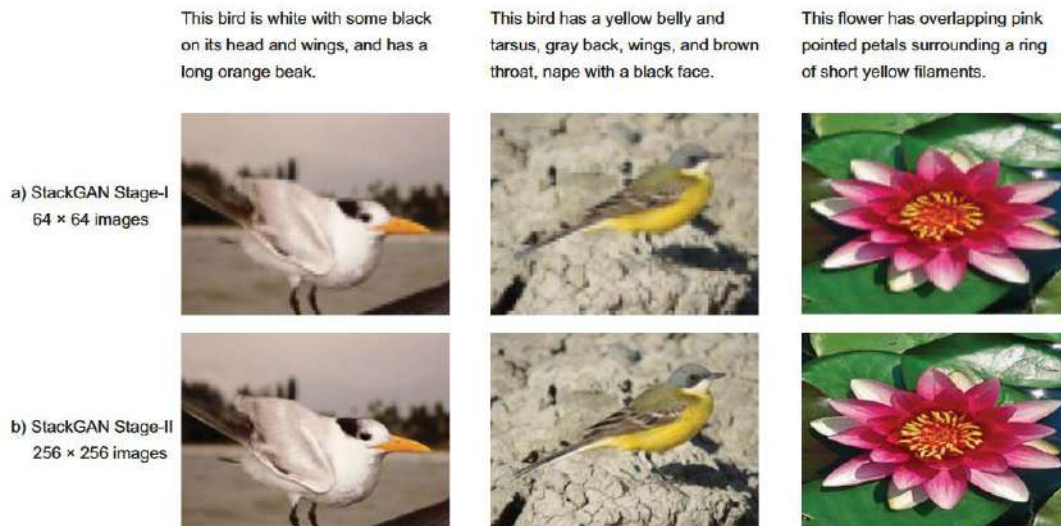 This bird is white with some black
on its head and wings, and has a
long orange beak.
This bird has a yellow belly and
tarsus, gray back, wings, and brown
throat, nape with a black face.
This flower has overlapping pink
pointed petals surrounding a ring
of short yellow filaments.
a) StackGAN Stage-I
64 × 64 images
b) StackGAN Stage-II
256 × 256 images